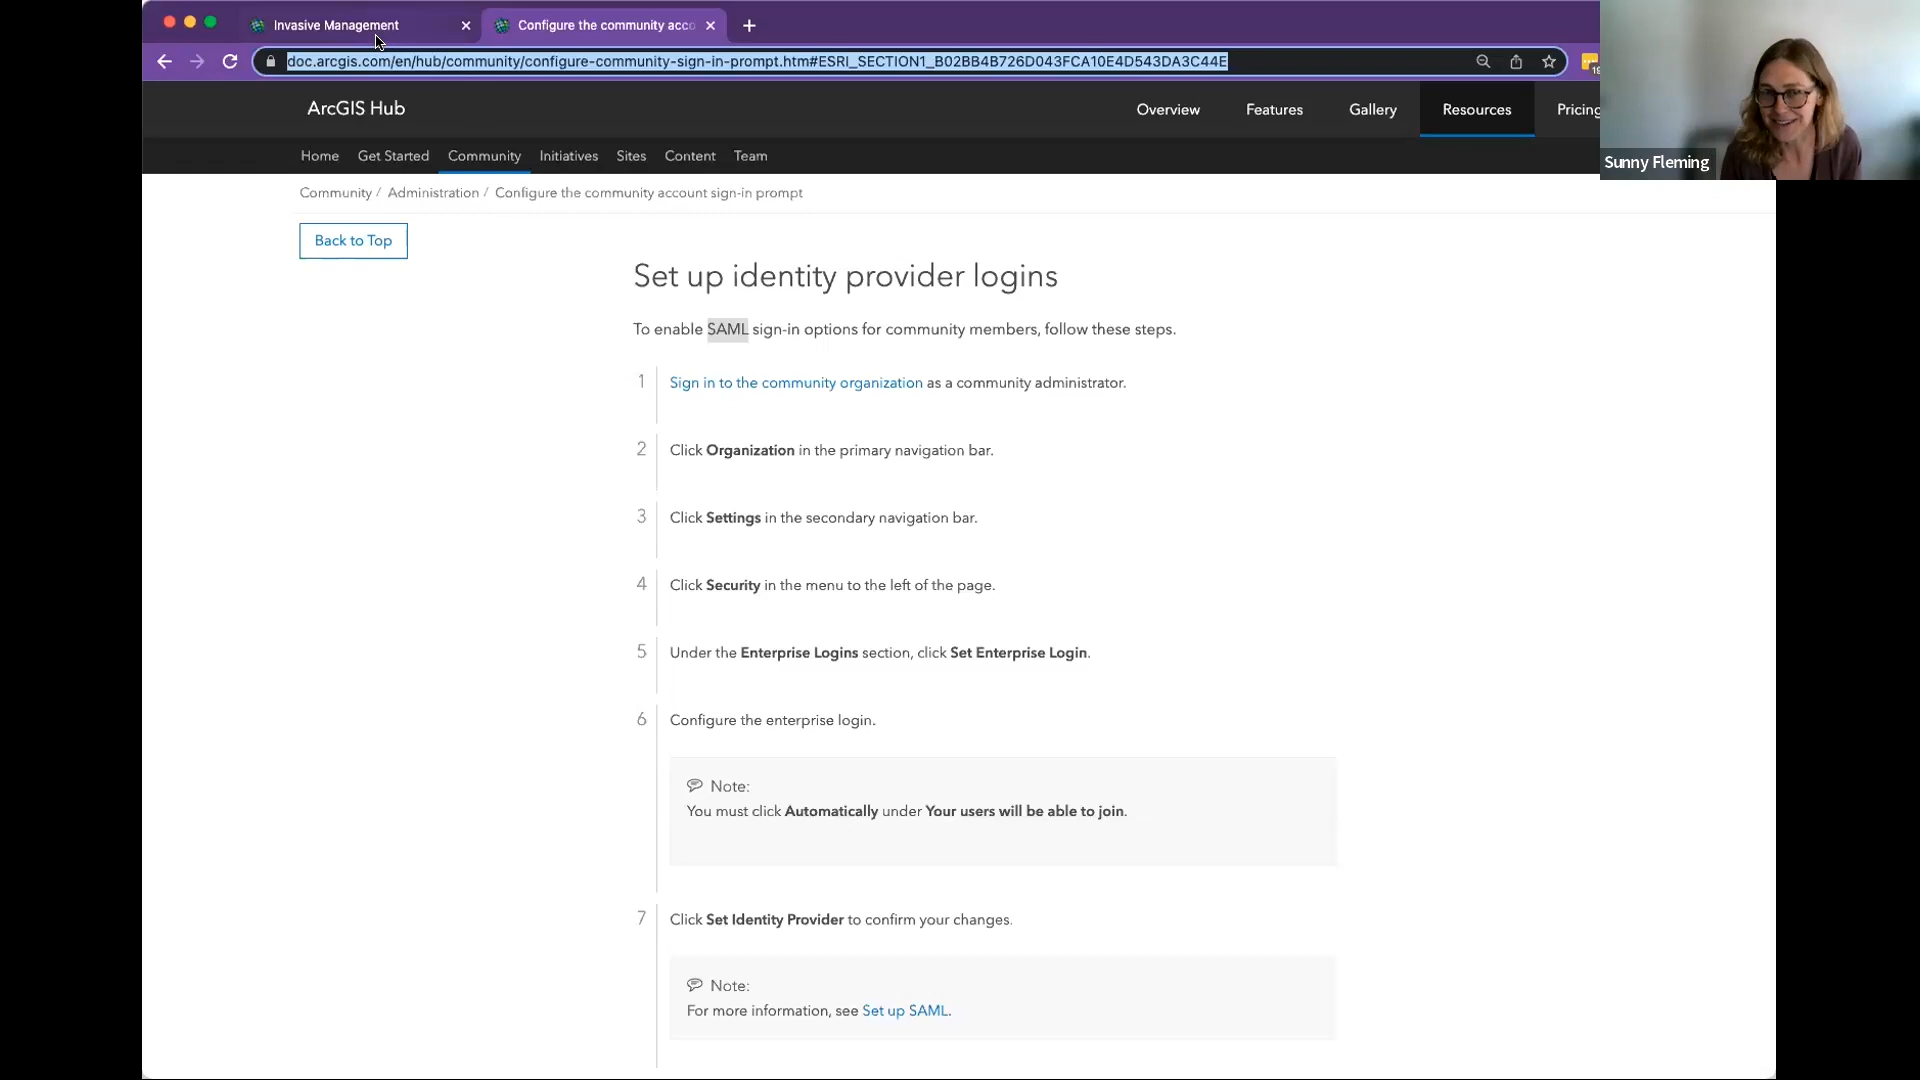 Invasive Management
Configure the community acco
doc.arcgis.com/en/hub/community/configure-community-sign-in-prompt.htm#ESRI_SECTION1_B02BB4B726D043FCA10E4D543DA3C44E
19
ArcGIS Hub
Overview
Features
Gallery
Resources
Pricing
Sunny Fleming
Home
Get Started
Community
Initiatives
Sites
Content
Team
Community / Administration / Configure the community account sign-in prompt
Back to Top
Set up identity provider logins
To enable SAML sign-in options for community members, follow these steps.
1 Sign in to the community organization as a community administrator.
2 Click Organization in the primary navigation bar.
3 Click Settings in the secondary navigation bar.
4 Click Security in the menu to the left of the page.
5 Under the Enterprise Logins section, click Set Enterprise Login.
6 Configure the enterprise login.
Note:
You must click Automatically under Your users will be able to join.
7 Click Set Identity Provider to confirm your changes.
Note:
For more information, see Set up SAML.